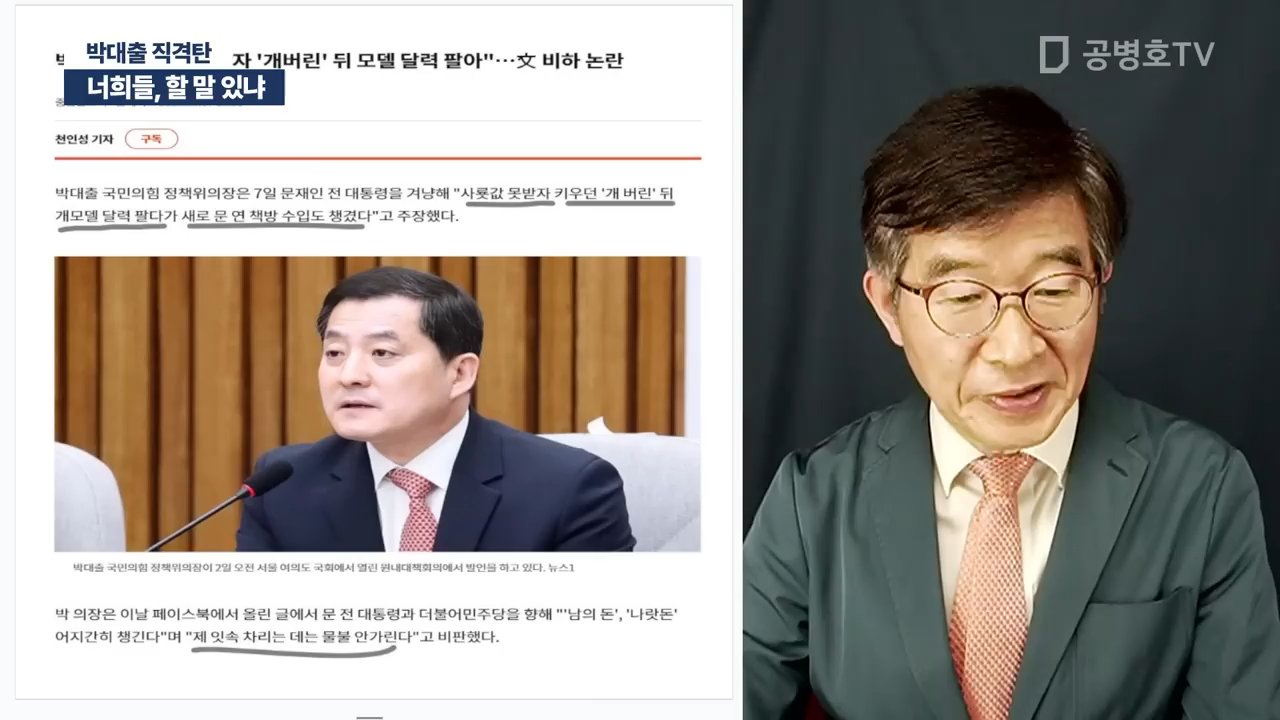 박대출 직격탄
너희들, 할 말 있냐
자 '개버린' 뒤 모델 달력 팔아"…文 비하 논란
공병호TV
천인성 기자 구독
박대출 국민의힘 정책위의장은 7일 문재인 전 대통령을 겨냥해 "사룟값 못받자 키우던 '개 버린' 뒤
개모델 달력 팔다가 새로 문 연 책방 수입도 챙겼다"고 주장했다.
박대출 국민의힘 정책위의장이 2일 오전 서울 여의도 국회에서 열린 원내대책회의에서 발언을 하고 있다. 뉴스1
박 의장은 이날 페이스북에서 올린 글에서 문 전 대통령과 더불어민주당을 향해 "'남의 돈', '나랏돈'
어지간히 챙긴다"며 "제 잇속 차리는 데는 물불 안가린다"고 비판했다.